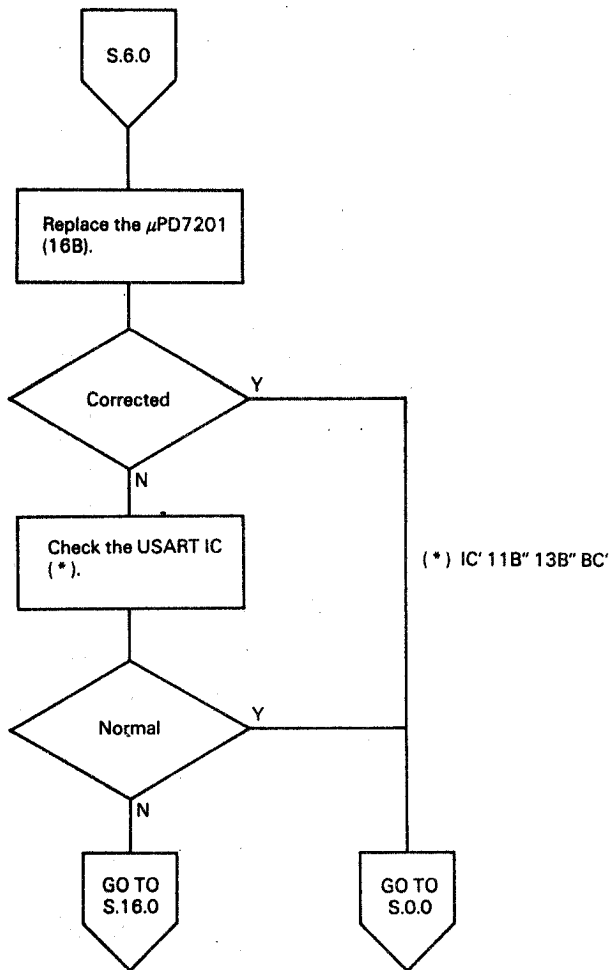 S.6.0
Replace the µPD7201
(16B).
Corrected
Y
N
Check the USART IC
(*).
(*) IC' 11B" 13B" BC'
Normal
Y
N
GO TO
S.16.0
GO TO
S.0.0